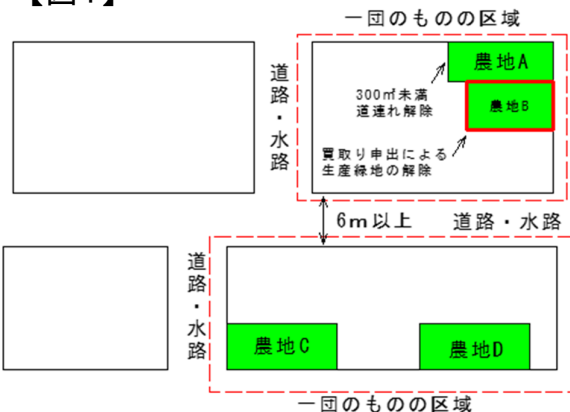 【図1】
一団のものの区域
農地A
300㎡未満
道連れ解除
農地B
買取り申出による
生産緑地の解除
道路・水路
6m以上
道路・水路
道路・水路
農地C
農地D
一団のものの区域